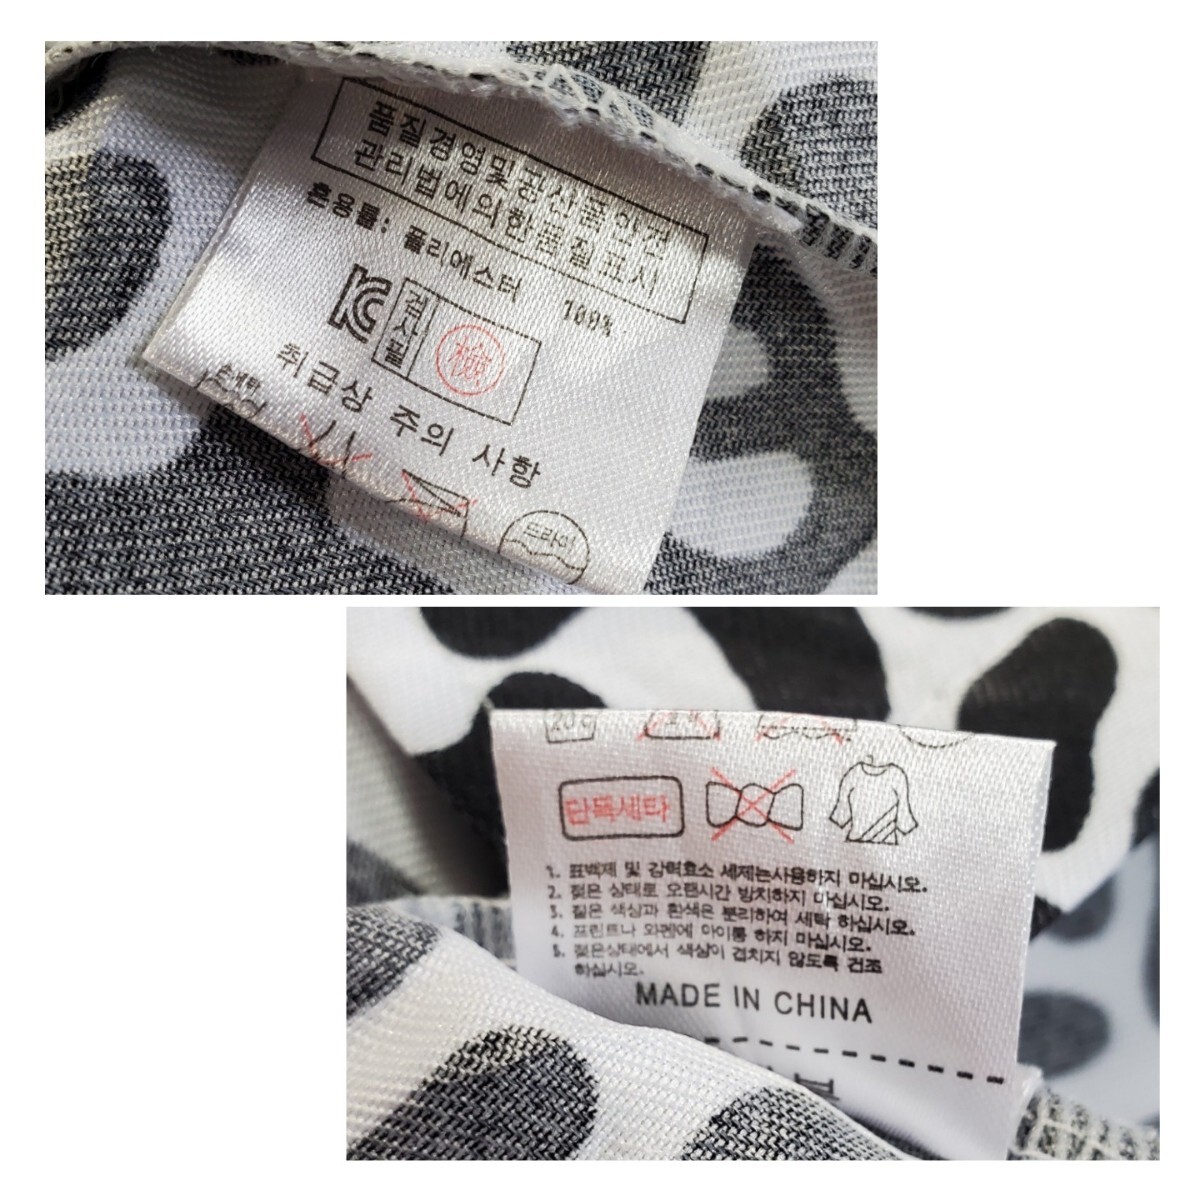 품질경영및공산품안전
관리법에의한품질표시
혼용률: 폴리에스터 100%
검사필
檢
취급상 주의 사항
손세탁
드라이
단독세타
1. 표백제 및 강력효소 세제는사용하지 마십시오.
2. 젖은 상태로 오랜시간 방치하지 마십시오.
3. 짙은 색상과 흰색은 분리하여 세탁 하십시오.
4. 프린트나 와펜에 아이롱 하지 마십시오.
5. 젖은상태에서 색상이 겹치지 않도록 건조
하십시오.
MADE IN CHINA